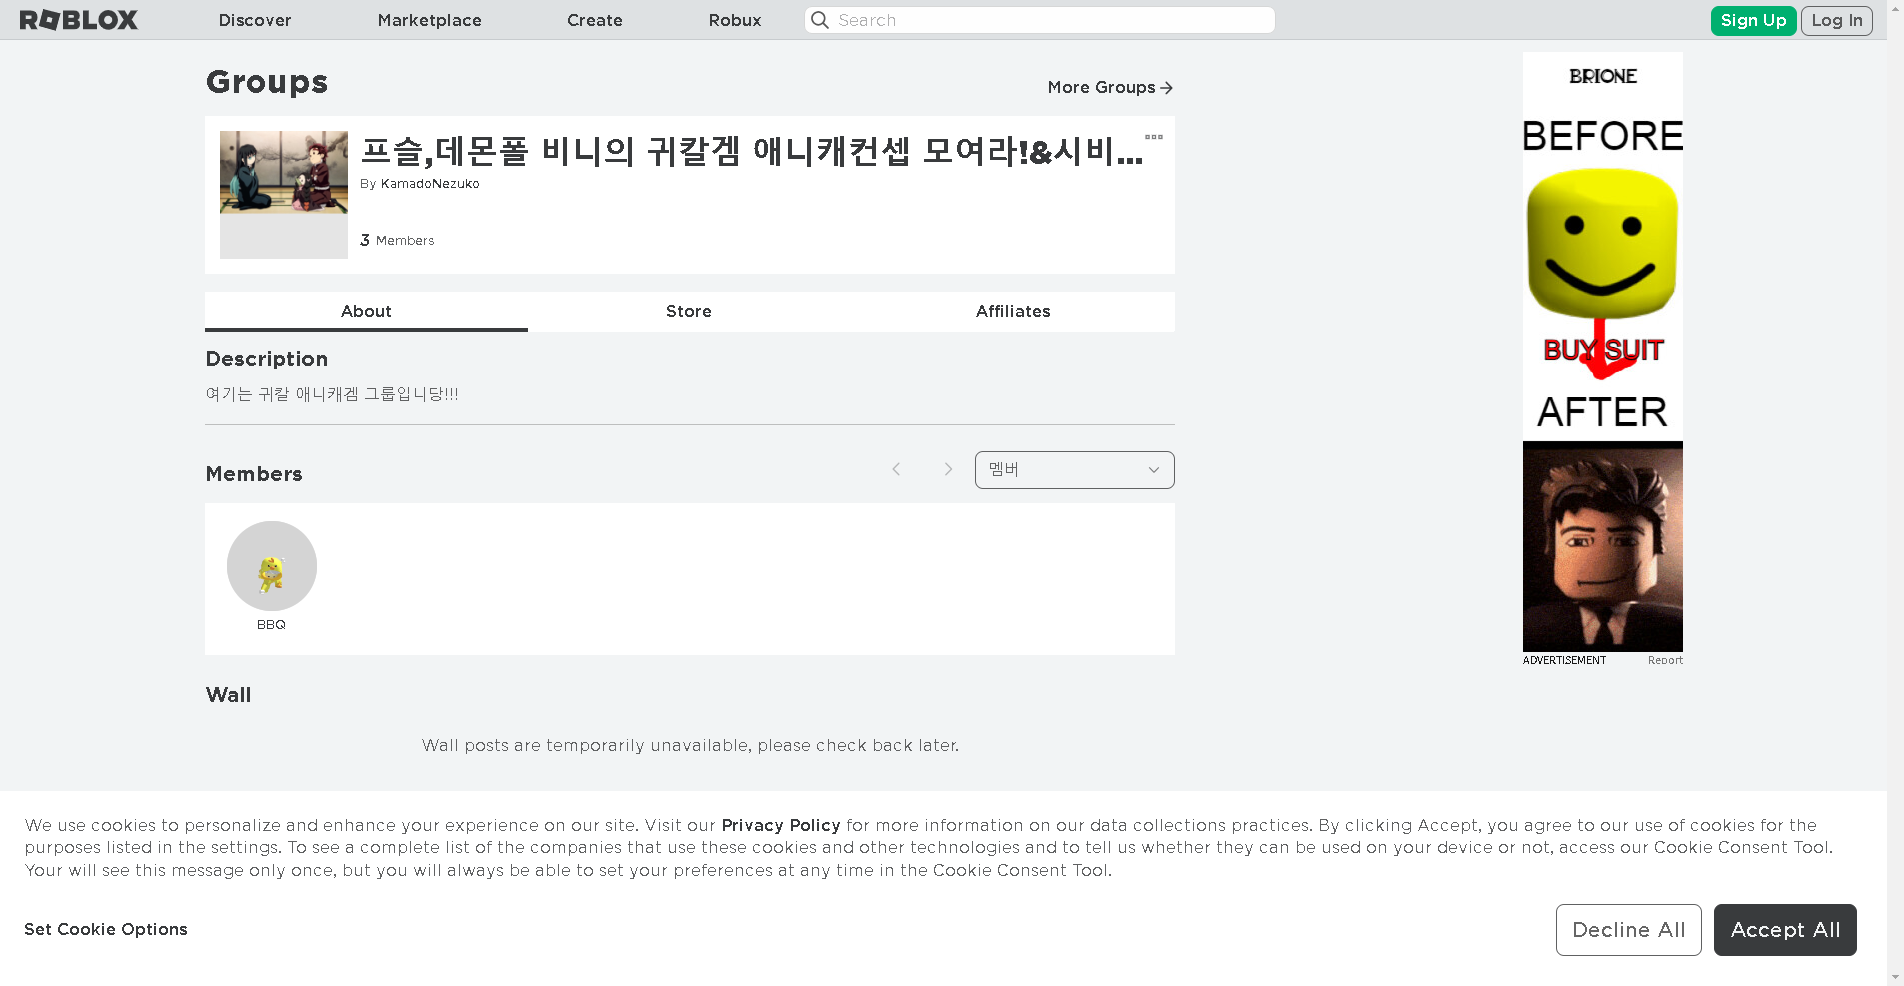 ROBLOX
Discover
Marketplace
Create
Robux
Search
Sign Up
Log In
Groups
More Groups
프슬,데몬폴 비니의 귀칼겜 애니캐컨셉 모여라!&시비...
By KamadoNezuko
3 Members
About
Store
Affiliates
Description
여기는 귀칼 애니캐겜 그룹입니당!!!
Members
멤버
BBQ
Wall
Wall posts are temporarily unavailable, please check back later.
BRIONE
BEFORE
BUY SUIT
AFTER
ADVERTISEMENT
Report
We use cookies to personalize and enhance your experience on our site. Visit our Privacy Policy for more information on our data collections practices. By clicking Accept, you agree to our use of cookies for the
purposes listed in the settings. To see a complete list of the companies that use these cookies and other technologies and to tell us whether they can be used on your device or not, access our Cookie Consent Tool.
Your will see this message only once, but you will always be able to set your preferences at any time in the Cookie Consent Tool.
Set Cookie Options
Decline All
Accept All